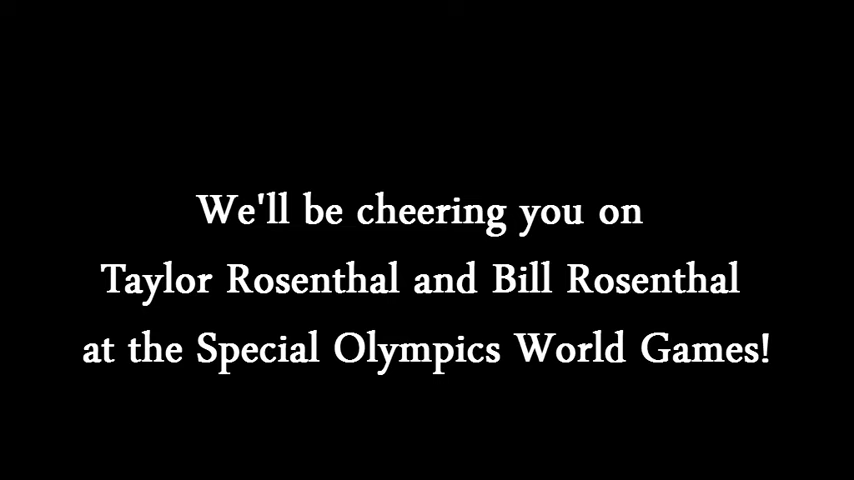 We'll be cheering you on
Taylor Rosenthal and Bill Rosenthal
at the Special Olympics World Games!